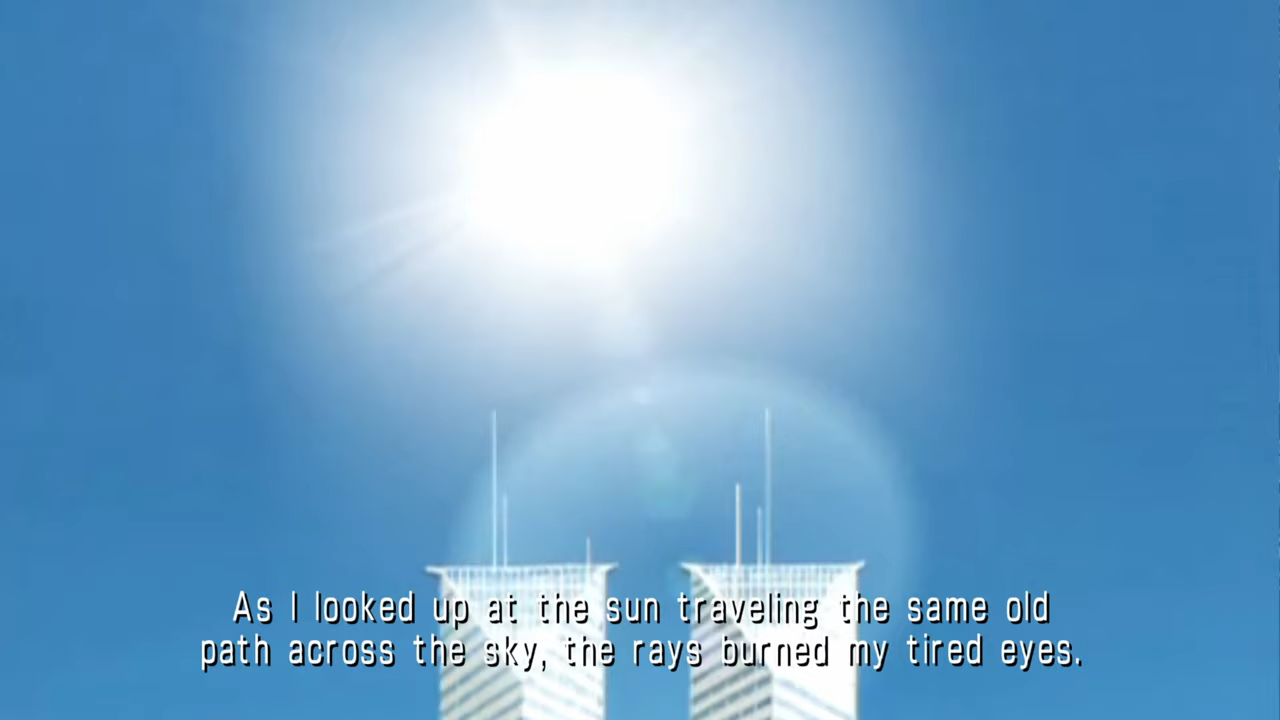 As I looked up at the sun traveling the same old
path across the sky, the rays burned my tired eyes.